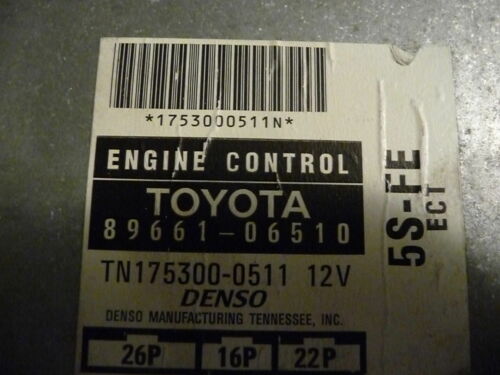 *1753000511N*
ENGINE CONTROL
TOYOTA
89661-06510
TN175300-0511 12V
DENSO
DENSO MANUFACTURING TENNESSEE, INC.
26P 16P 22P
5S-FE
ECT